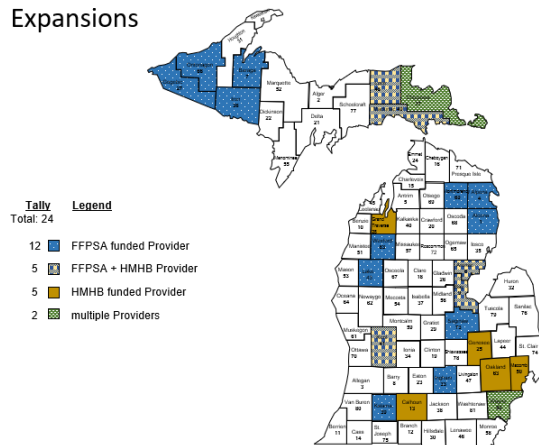 Expansions
Houghton
31
Marquette
52
Alger
2
Schoolcraft
77
Dickinson
22
Delta
21
Menominee
55
Tally Legend
Total: 24
12 FFPSA funded Provider
5 FFPSA + HMHB Provider
5 HMHB funded Provider
2 multiple Providers
Emmet
24
Cheboygan
16
71
Presque Isle
Charlevoix
15
Antrim
5
Otsego
69
Benzie
10
Grand
Traverse
Kalkaska
40
Crawford
20
Oscoda
68
Manistee
51
Missaukee
57
Roscommon
72
Ogemaw
65
Iosco
35
Mason
53
Osceola
67
Clare
18
Gladwin
26
Huron
32
Oceana
64
Newaygo
62
Mecosta
54
Isabella
37
Midland
56
Tuscola
79
Sanilac
76
Muskegon
61
Montcalm
59
Gratiot
29
Ottawa
70
Ionia
34
Clinton
19
Shiawassee
78
Genesee
25
Lapeer
44
St. Clair
74
Allegan
3
Barry
8
Eaton
23
Livingston
47
Oakland
63
Macomb
50
Van Buren
80
Calhoun
13
Jackson
38
Washtenaw
81
Berrien
11
Cass
14
St.
Joseph
75
Branch
12
Hillsdale
30
Lenawee
46
Monroe
58